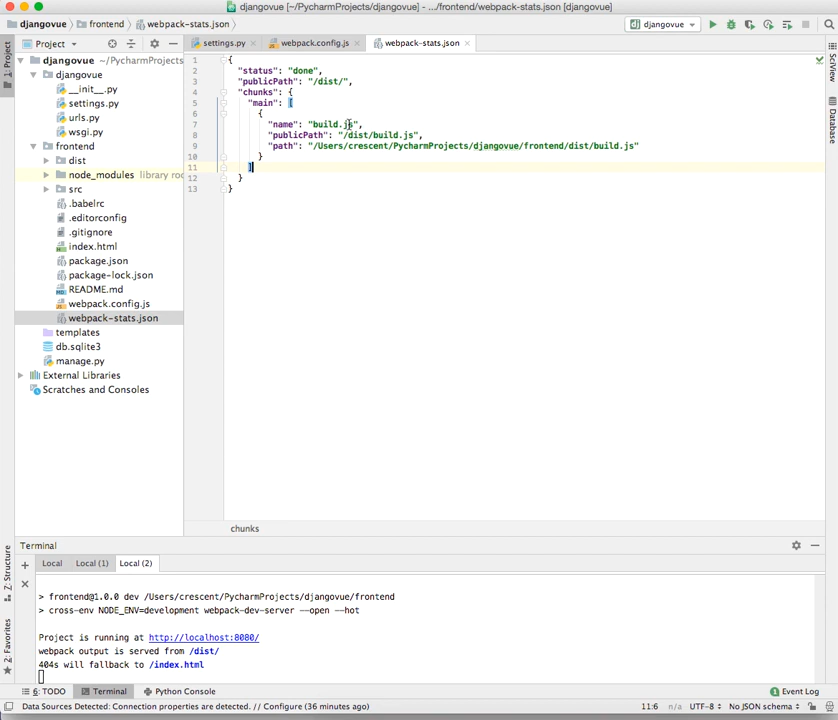 djangovue [~/PycharmProjects/djangovue] - .../frontend/webpack-stats.json [djangovue]
djangovue
frontend
webpack-stats.json
djangovue
Project
settings.py
webpack.config.js
webpack-stats.json
djangovue ~/PycharmProjects
djangovue
__init__.py
settings.py
urls.py
wsgi.py
frontend
dist
node_modules library roo
src
.babelrc
.editorconfig
.gitignore
index.html
package.json
package-lock.json
README.md
webpack.config.js
webpack-stats.json
templates
db.sqlite3
manage.py
External Libraries
Scratches and Consoles
1: Project
7: Structure
2: Favorites
SciView
Database
1 {
2 "status": "done",
3 "publicPath": "/dist/",
4 "chunks": {
5 "main": [
6 {
7 "name": "build.js",
8 "publicPath": "/dist/build.js",
9 "path": "/Users/crescent/PycharmProjects/djangovue/frontend/dist/build.js"
10 }
11 ]
12 }
13 }
chunks
Terminal
Local
Local (1)
Local (2)
> frontend@1.0.0 dev /Users/crescent/PycharmProjects/djangovue/frontend
> cross-env NODE_ENV=development webpack-dev-server --open --hot
Project is running at http://localhost:8080/
webpack output is served from /dist/
404s will fallback to /index.html
6: TODO
Terminal
Python Console
Event Log
Data Sources Detected: Connection properties are detected. // Configure (36 minutes ago)
11:6 n/a UTF-8 No JSON schema